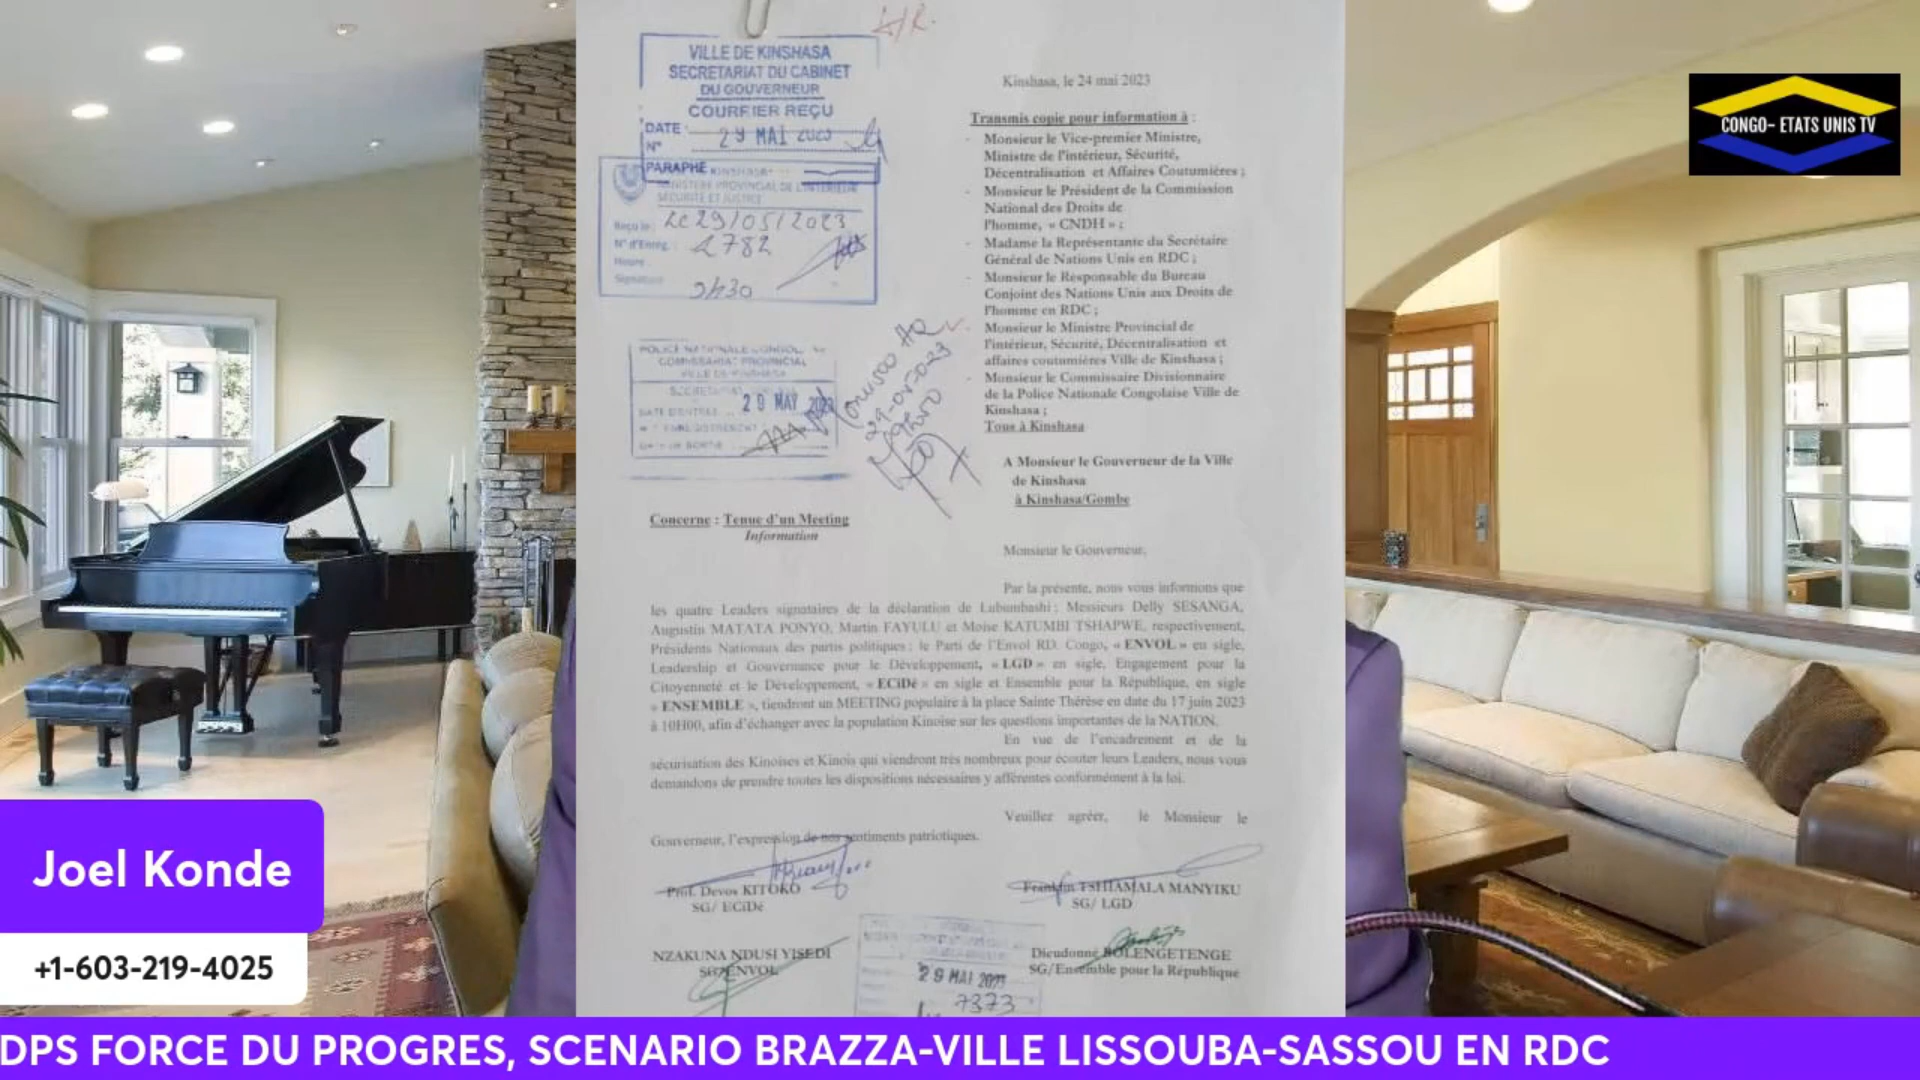 VILLE DE KINSHASA
SECRETARIAT DU CABINET
DU GOUVERNEUR
COURRIER REÇU
DATE : 29 MAI 2023
N°
PARAPHE
KINSHASA
MINISTERE PROVINCIAL DE L'INTERIEUR
SECURITE ET JUSTICE
Reçu le : Le 29/05/2023
N° d'Enreg. : 2782
Heure :
Signature
9h30
POLICE NATIONALE CONGOL
COMMISSARIAT PROVINCIAL
VILLE DE KINSHASA
29 MAY 2023
Kinshasa, le 24 mai 2023
Transmis copie pour information à :
- Monsieur le Vice-premier Ministre,
Ministre de l'intérieur, Sécurité,
Décentralisation et Affaires Coutumières ;
- Monsieur le Président de la Commission
National des Droits de
l'homme, « CNDH » ;
- Madame la Représentante du Secrétaire
Général de Nations Unis en RDC ;
- Monsieur le Responsable du Bureau
Conjoint des Nations Unis aux Droits de
l'homme en RDC ;
- Monsieur le Ministre Provincial de
l'intérieur, Sécurité, Décentralisation et
affaires coutumières Ville de Kinshasa ;
- Monsieur le Commissaire Divisionnaire
de la Police Nationale Congolaise Ville de
Kinshasa ;
Tous à Kinshasa
A Monsieur le Gouverneur de la Ville
de Kinshasa
à Kinshasa/Gombe
Concerne : Tenue d'un Meeting
Information
Monsieur le Gouverneur,
Par la présente, nous vous informons que
les quatre Leaders signataires de la déclaration de Lubumbashi ; Messieurs Delly SESANGA,
Augustin MATATA PONYO, Martin FAYULU et Moise KATUMBI TSHAPWE, respectivement,
Présidents Nationaux des partis politiques : le Parti de l'Envol RD. Congo, « ENVOL » en sigle,
Leadership et Gouvernance pour le Développement, « LGD » en sigle, Engagement pour la
Citoyenneté et le Développement, « ECiDé » en sigle et Ensemble pour la République, en sigle
« ENSEMBLE », tiendront un MEETING populaire à la place Sainte Thérèse en date du 17 juin 2023
à 10H00, afin d'échanger avec la population Kinoise sur les questions importantes de la NATION.
En vue de l'encadrement et de la
sécurisation des Kinoises et Kinois qui viendront très nombreux pour écouter leurs Leaders, nous vous
demandons de prendre toutes les dispositions nécessaires y afférentes conformément à la loi.
Veuillez agréer, le Monsieur le
Gouverneur, l'expression de nos sentiments patriotiques.
Prof. Devos KITOKO
SG/ ECiDé
Franklin TSHIAMALA MANYIKU
SG/ LGD
NZAKUNA NDUSI YISEDI
SG/ENVOL
Dieudonné BOLENGETENGE
SG/Ensemble pour la République
29 MAI 2023
7373
CONGO- ETATS UNIS TV
Joel Konde
+1-603-219-4025
DPS FORCE DU PROGRES, SCENARIO BRAZZA-VILLE LISSOUBA-SASSOU EN RDC